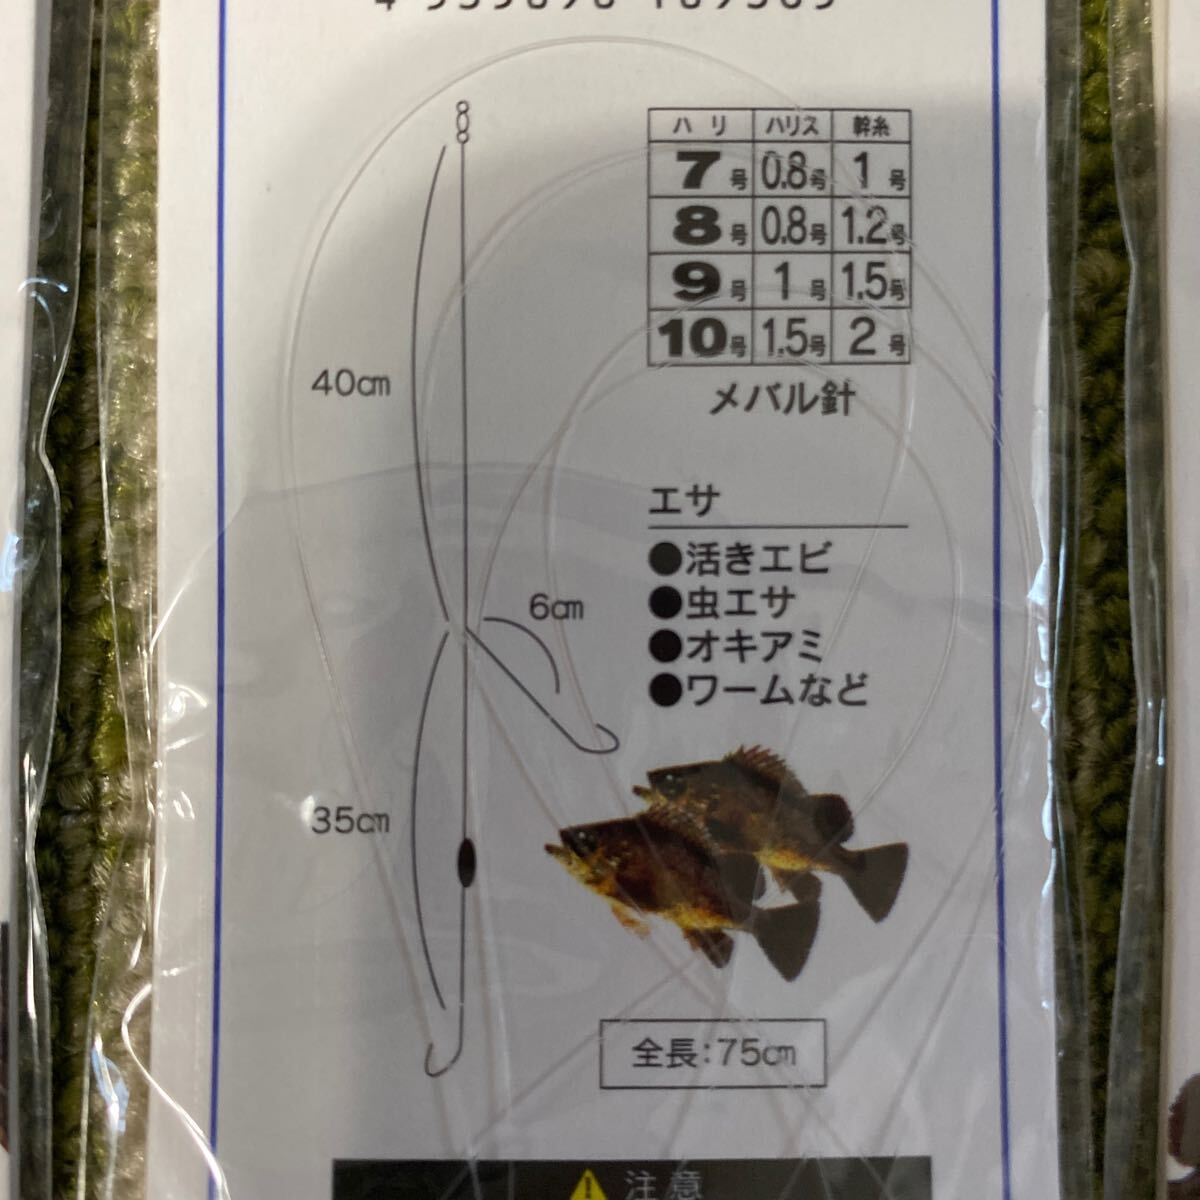 ハリ ハリス 幹糸
7号 0.8号 1号
8号 0.8号 1.2号
9号 1号 1.5号
10号 1.5号 2号
メバル針
40cm
エサ
●活きエビ
●虫エサ
●オキアミ
●ワームなど
6cm
35cm
全長:75cm
注意